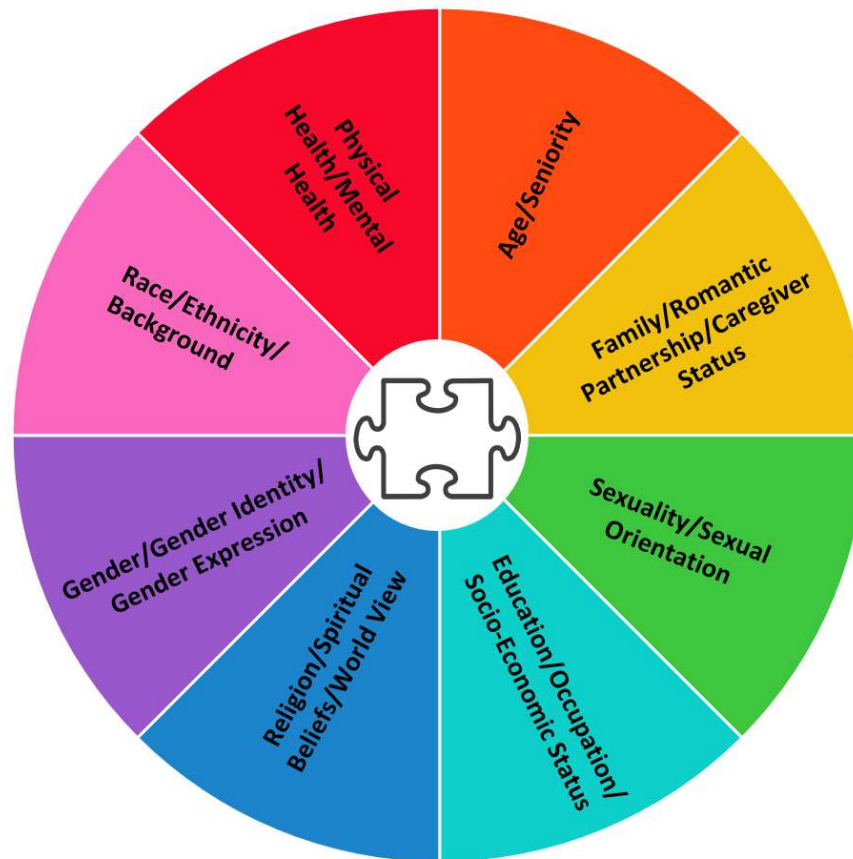 Physical
Health/Mental
Health
Age/Seniority
Family/Romantic
Partnership/Caregiver
Status
Sexuality/Sexual
Orientation
Education/Occupation/
Socio-Economic Status
Religion/Spiritual
Beliefs/World View
Gender/Gender Identity/
Gender Expression
Race/Ethnicity/
Background